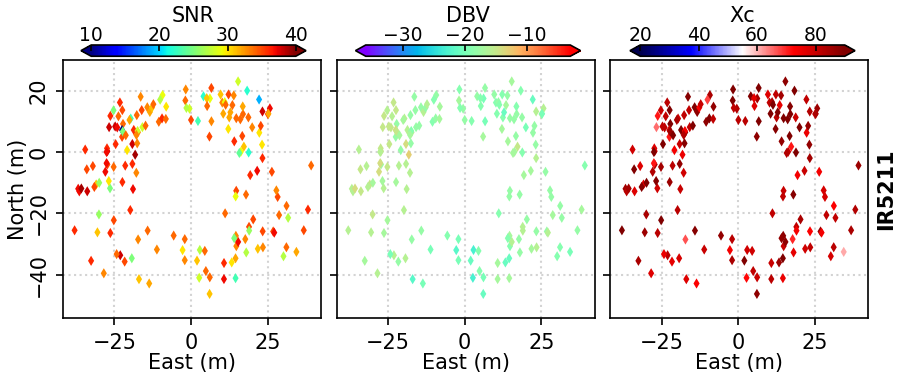 SNR DBV Xc
10 20 30 40 −30 −20 −10 20 40 60 80
20
0
−20
−40
North (m)
−25 0 25 −25 0 25 −25 0 25
East (m) East (m) East (m)
IR5211